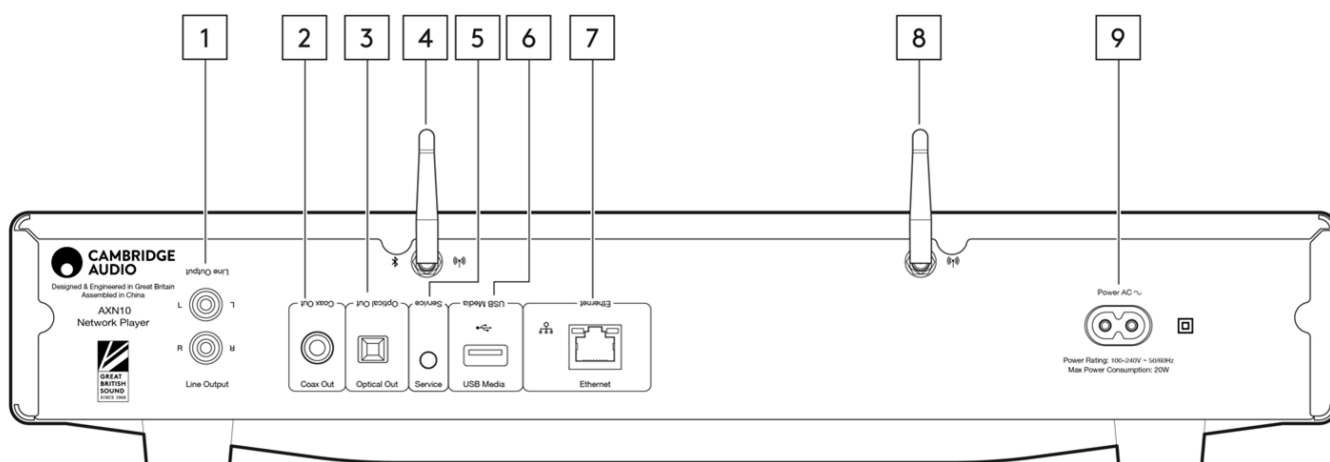 1
2
3
4
5
6
7
8
9
CAMBRIDGE
AUDIO
Designed & Engineered in Great Britain
Assembled in China
AXN10
Network Player
GREAT
BRITISH
SOUND
SINCE 1968
Line Output
L L
R R
Line Output
Coax Out
Coax Out
Optical Out
Optical Out
Service
Service
USB Media
USB Media
Ethernet
Ethernet
Power AC ~
Power Rating: 100-240V ~ 50/60Hz
Max Power Consumption: 20W